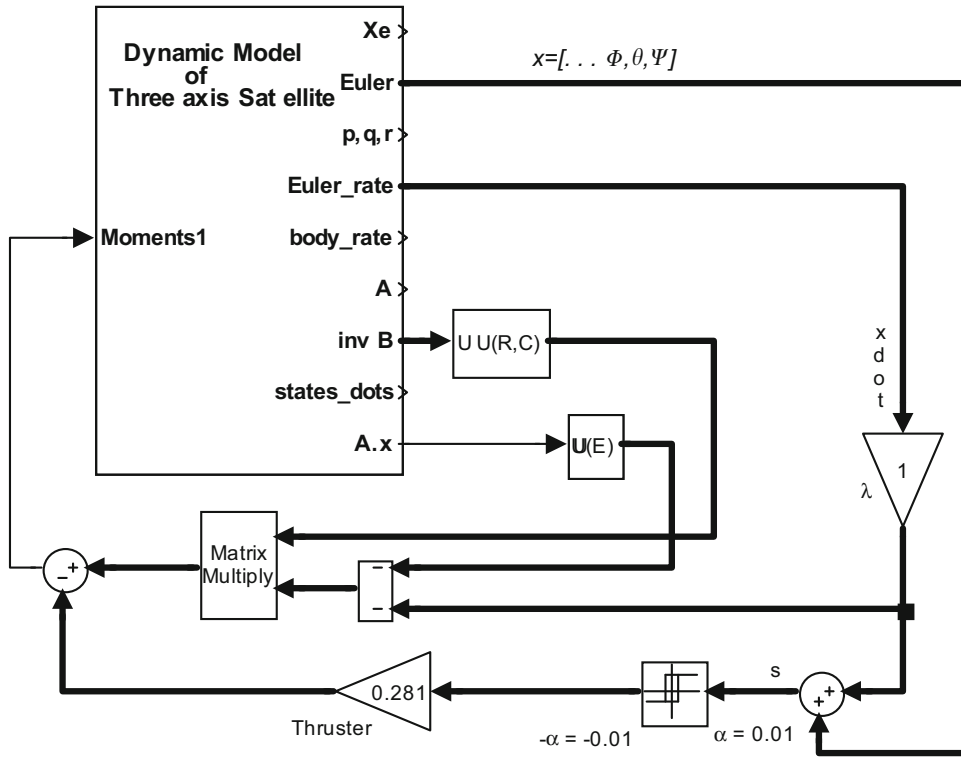 Dynamic Model
of
Three axis Sat ellite
Xe
Euler
p,q,r
Euler_rate
Moments1
body_rate
A
inv B
states_dots
A.x
x=[. . . Φ,θ,Ψ]
U U(R,C)
U(E)
x
d
o
t
1
λ
Matrix
Multiply
− +
−
−
0.281
Thruster
s
+
+
-α = -0.01
α = 0.01